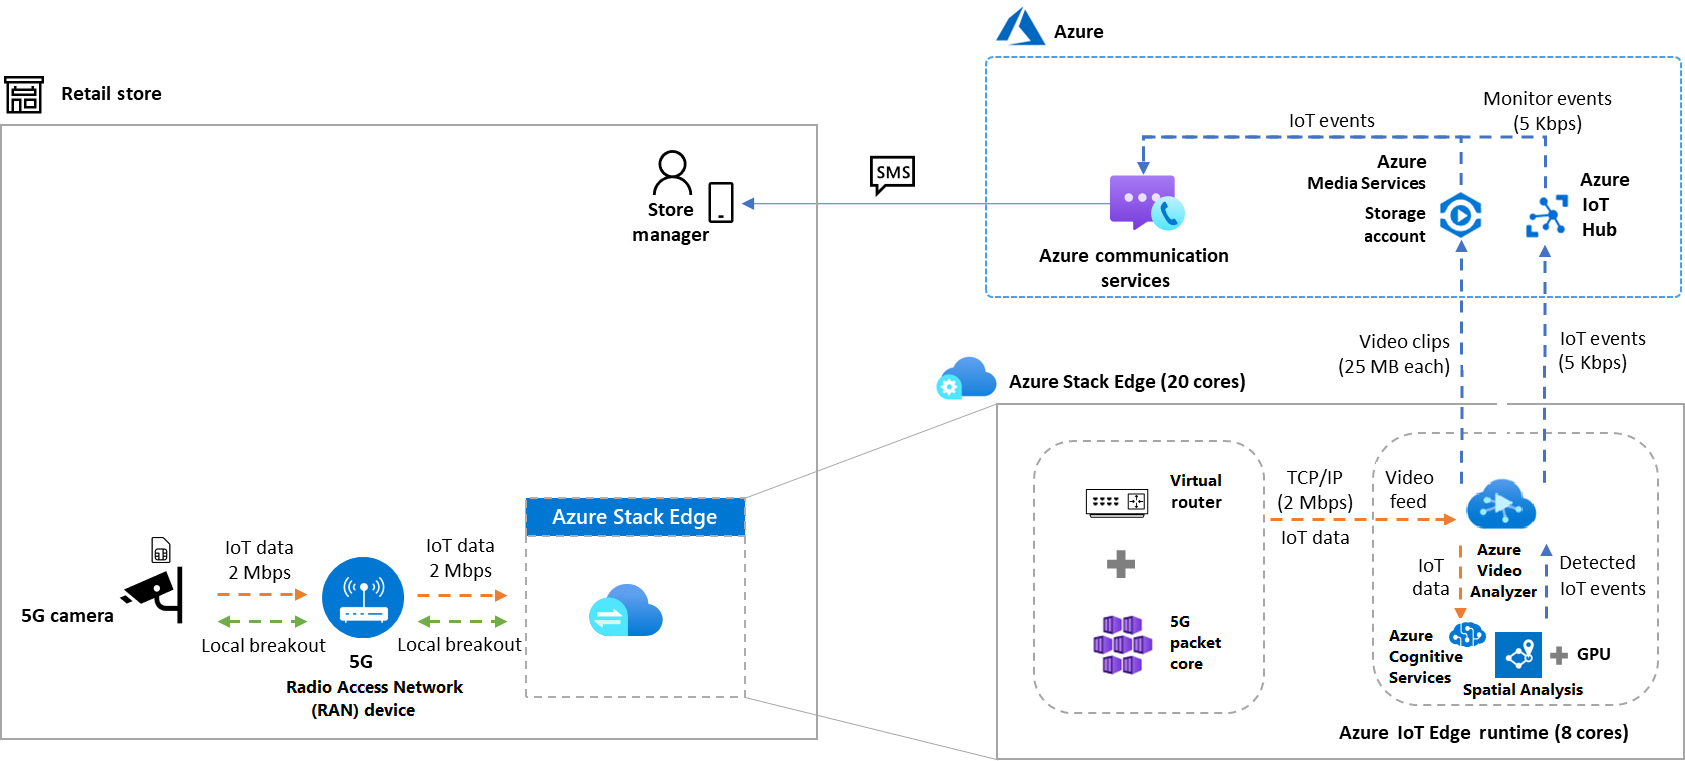 Azure
Retail store
Monitor events
(5 Kbps)
IoT events
SMS
Azure
Media Services
Storage
account
Azure
IoT
Hub
Store
manager
Azure communication
services
Video clips
(25 MB each)
IoT events
(5 Kbps)
Azure Stack Edge (20 cores)
Virtual
router
TCP/IP
(2 Mbps)
IoT data
Video
feed
Azure Stack Edge
IoT data
2 Mbps
IoT data
2 Mbps
5G camera
Local breakout
Local breakout
5G
Radio Access Network
(RAN) device
5G
packet
core
Azure
Video
Analyzer
IoT
data
Detected
IoT events
Azure
Cognitive
Services
GPU
Spatial Analysis
Azure IoT Edge runtime (8 cores)